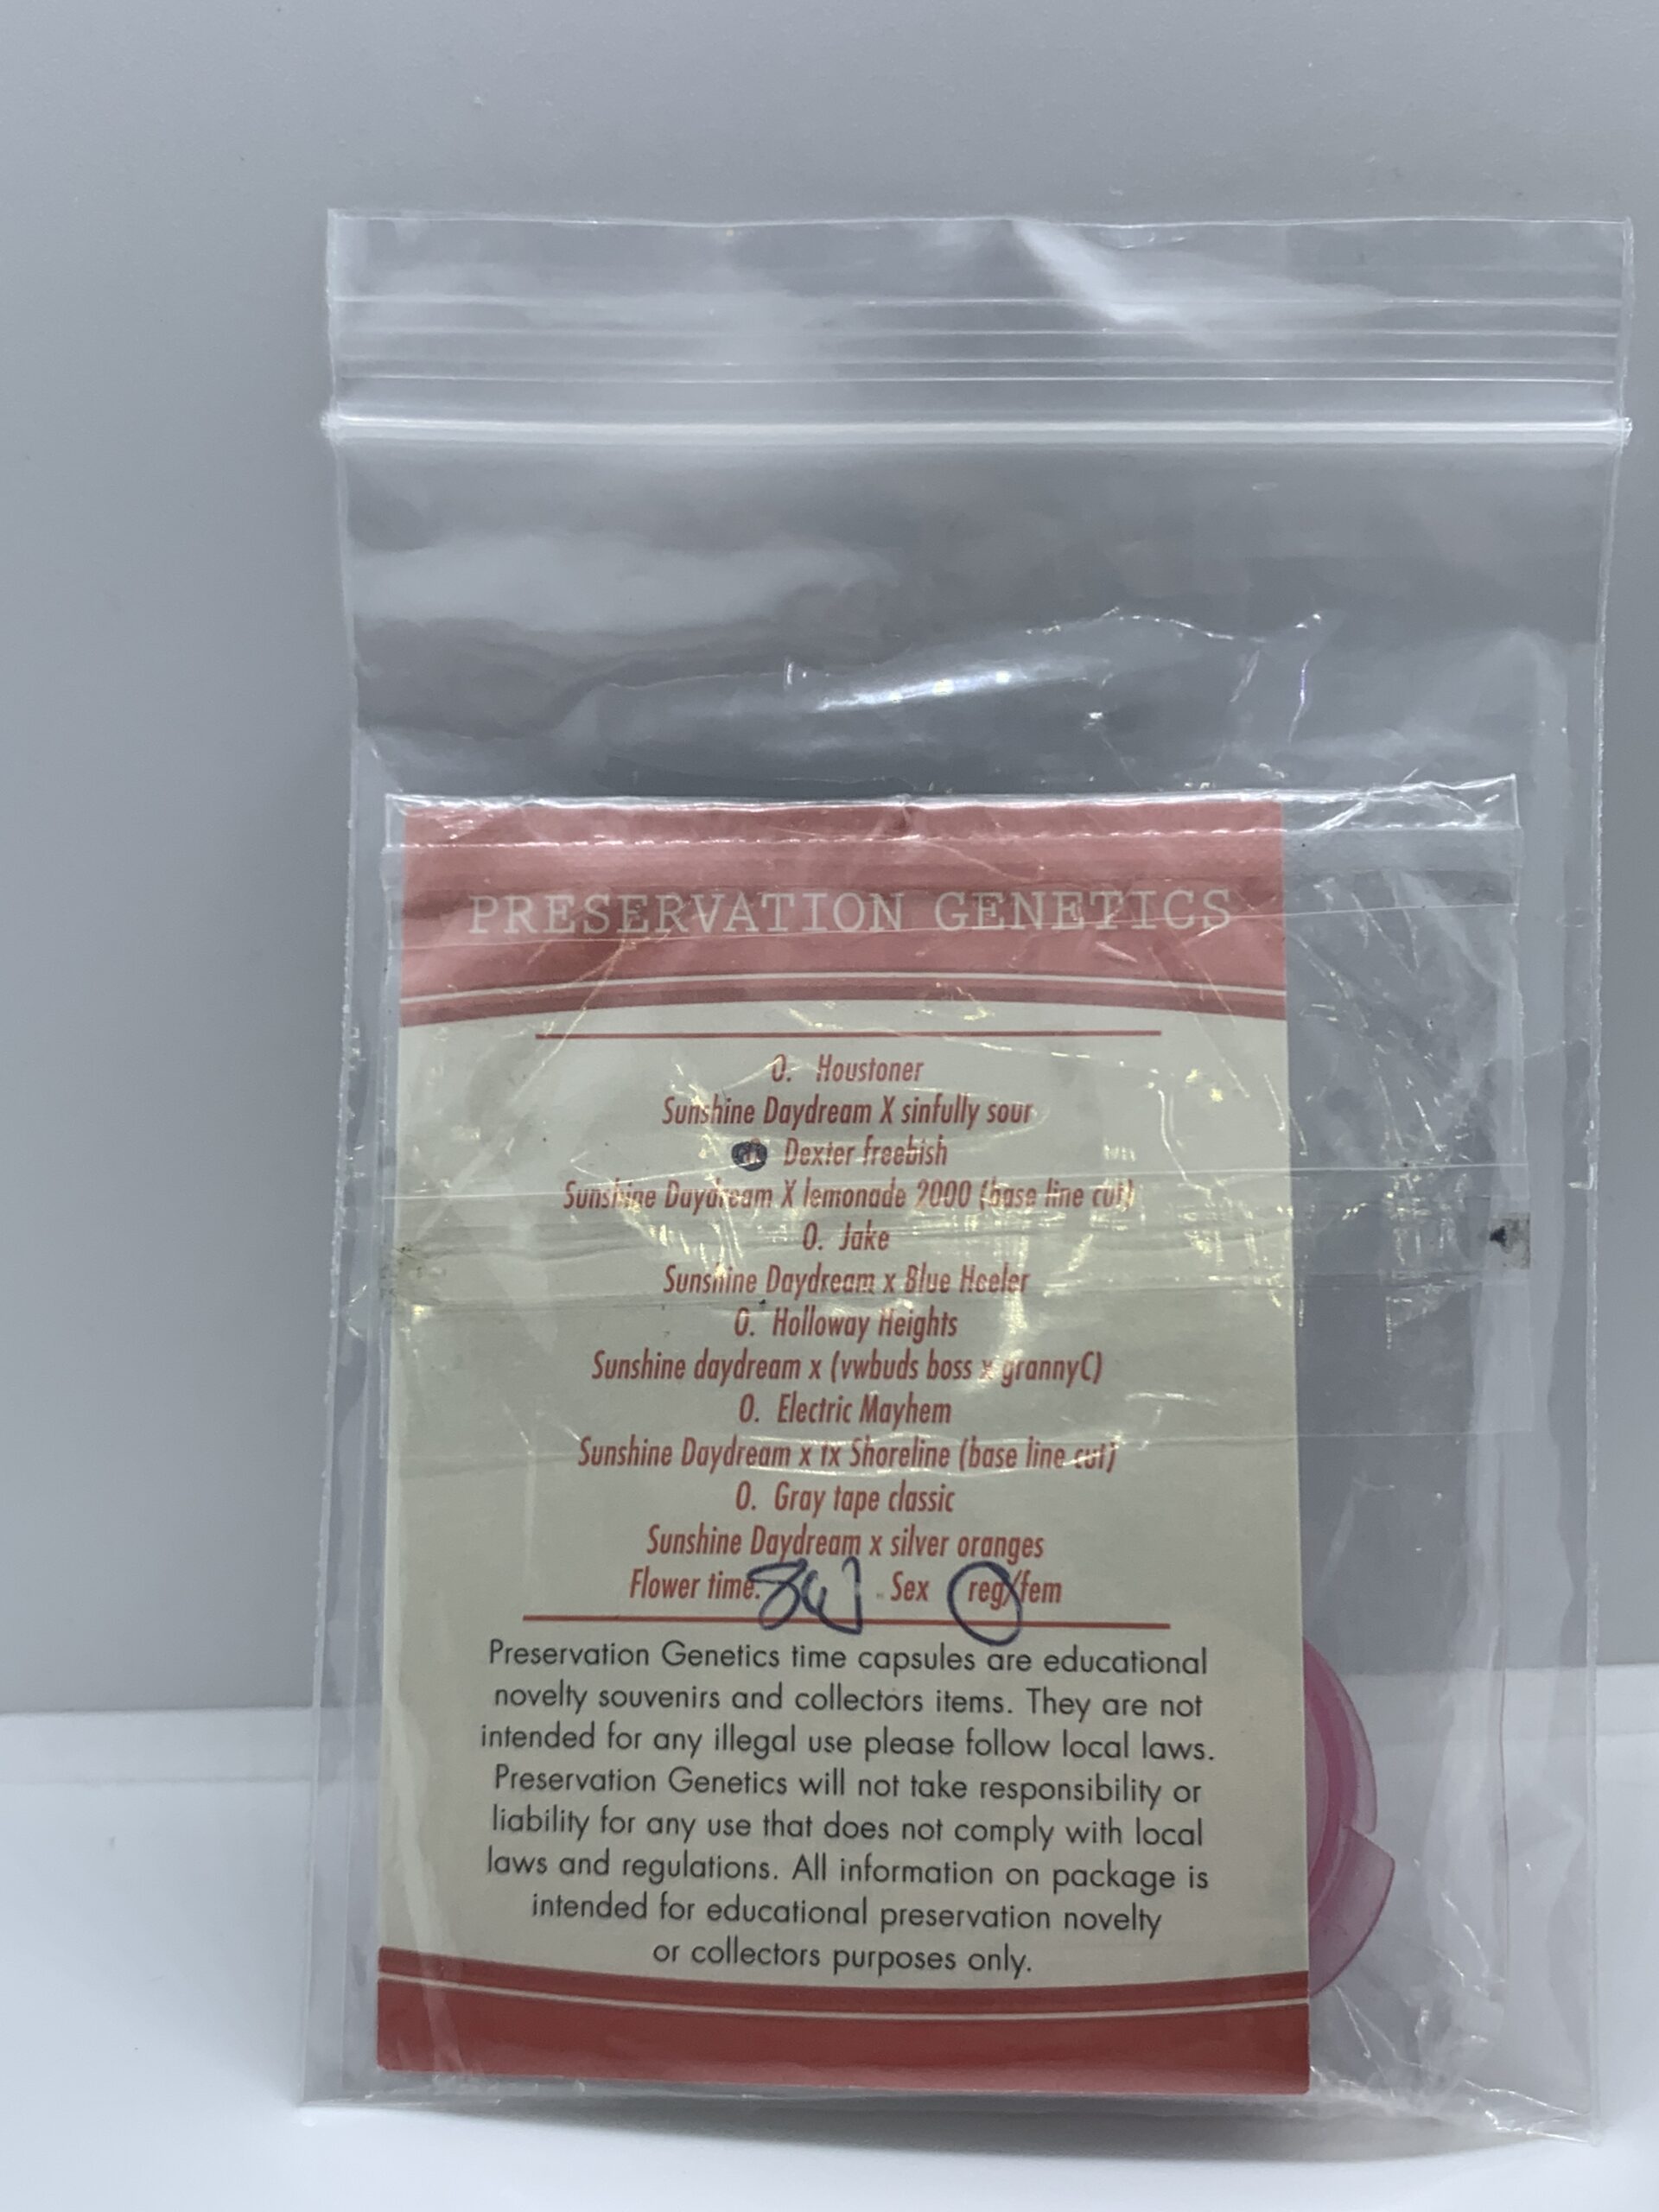 PRESERVATION GENETICS
O. Houstoner
Sunshine Daydream X sinfully sour
Dexter freebish
Sunshine Daydream X lemonade 2000 (base line cut)
O. Jake
Sunshine Daydream x Blue Heeler
O. Holloway Heights
Sunshine daydream x (vwbuds boss x grannyC)
O. Electric Mayhem
Sunshine Daydream x tx Shoreline (base line cut)
O. Gray tape classic
Sunshine Daydream x silver oranges
Flower time. Sex reg/fem
Preservation Genetics time capsules are educational
novelty souvenirs and collectors items. They are not
intended for any illegal use please follow local laws.
Preservation Genetics will not take responsibility or
liability for any use that does not comply with local
laws and regulations. All information on package is
intended for educational preservation novelty
or collectors purposes only.